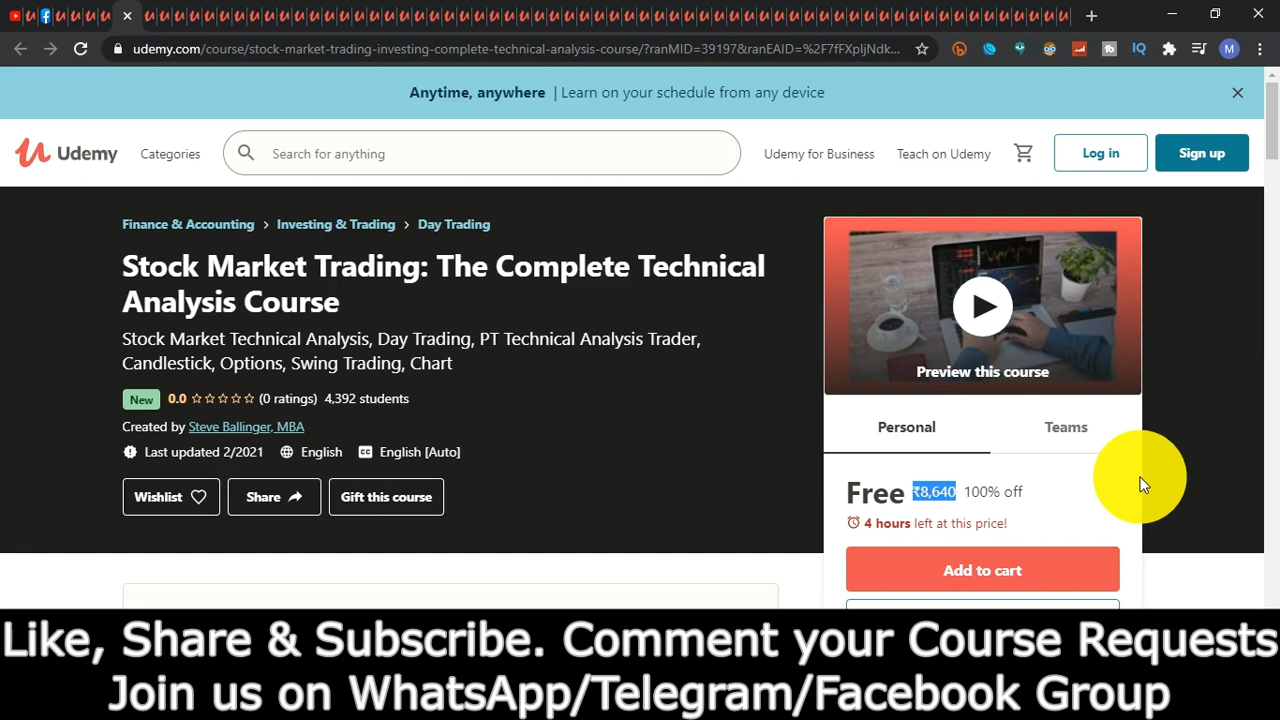 udemy.com/course/stock-market-trading-investing-complete-technical-analysis-course/?ranMID=39197&ranEAID=%2F7fFXpljNdk...
IQ
M
Anytime, anywhere | Learn on your schedule from any device
Udemy
Categories
Search for anything
Udemy for Business
Teach on Udemy
Log in
Sign up
Finance & Accounting > Investing & Trading > Day Trading
Stock Market Trading: The Complete Technical
Analysis Course
Stock Market Technical Analysis, Day Trading, PT Technical Analysis Trader,
Candlestick, Options, Swing Trading, Chart
New 0.0 (0 ratings) 4,392 students
Created by Steve Ballinger, MBA
Last updated 2/2021 English English [Auto]
Wishlist
Share
Gift this course
Preview this course
Personal
Teams
Free ₹8,640 100% off
4 hours left at this price!
Add to cart
Like, Share & Subscribe. Comment your Course Requests
Join us on WhatsApp/Telegram/Facebook Group